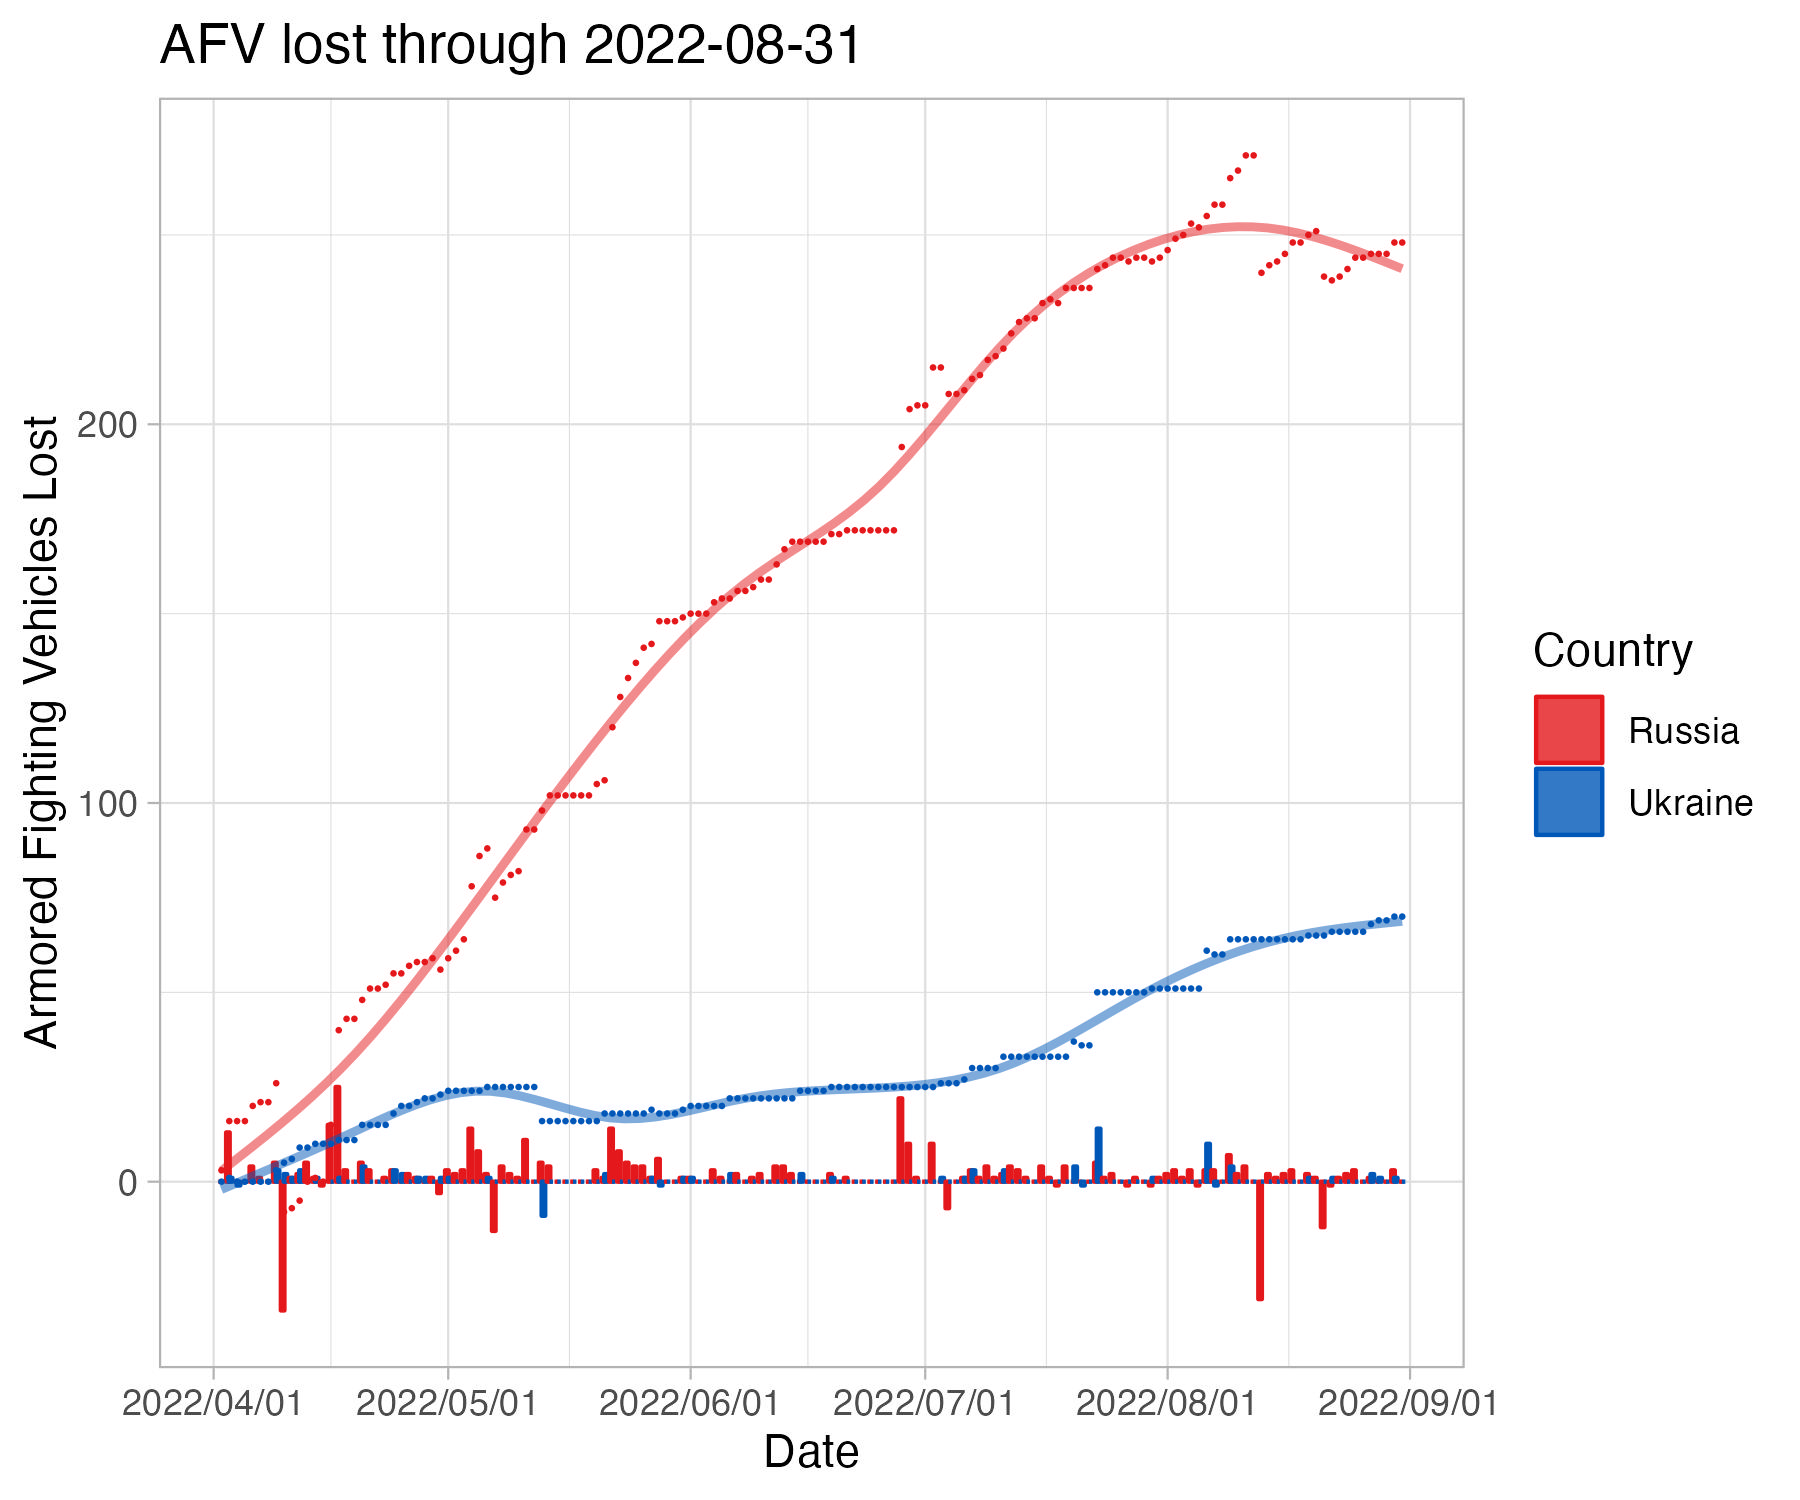 AFV lost through 2022-08-31
Armored Fighting Vehicles Lost
200
100
0
2022/04/01 2022/05/01 2022/06/01 2022/07/01 2022/08/01 2022/09/01
Date
Country
Russia
Ukraine